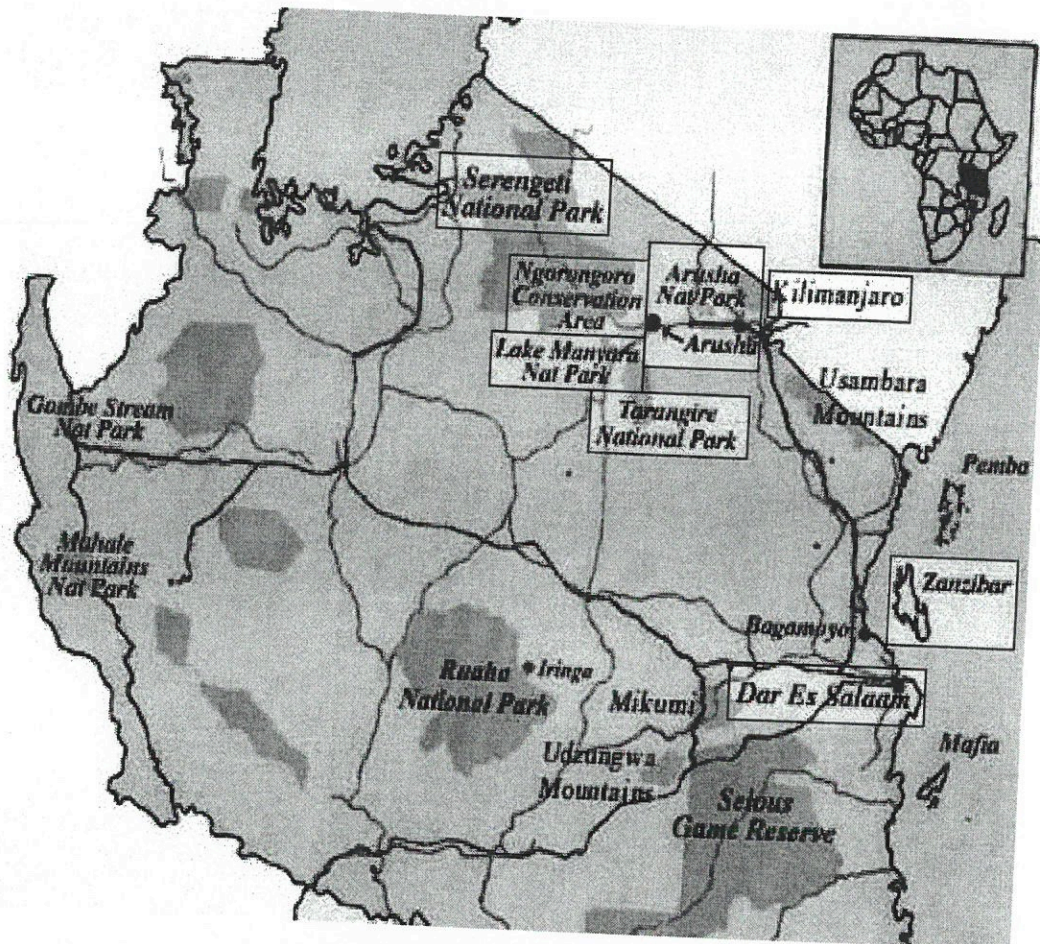 Serengeti
National Park
Ngorongoro
Conservation
Area
Arusha
Nat Park
Kilimanjaro
Arusha
Lake Manyara
Nat Park
Usambara
Mountains
Tarangire
National Park
Gombe Stream
Nat Park
Pemba
Mahale
Mountains
Nat Park
Zanzibar
Bagamoyo
Iringa
Ruaha
National Park
Mikumi
Dar Es Salaam
Mafia
Udzungwa
Mountains
Selous
Game Reserve